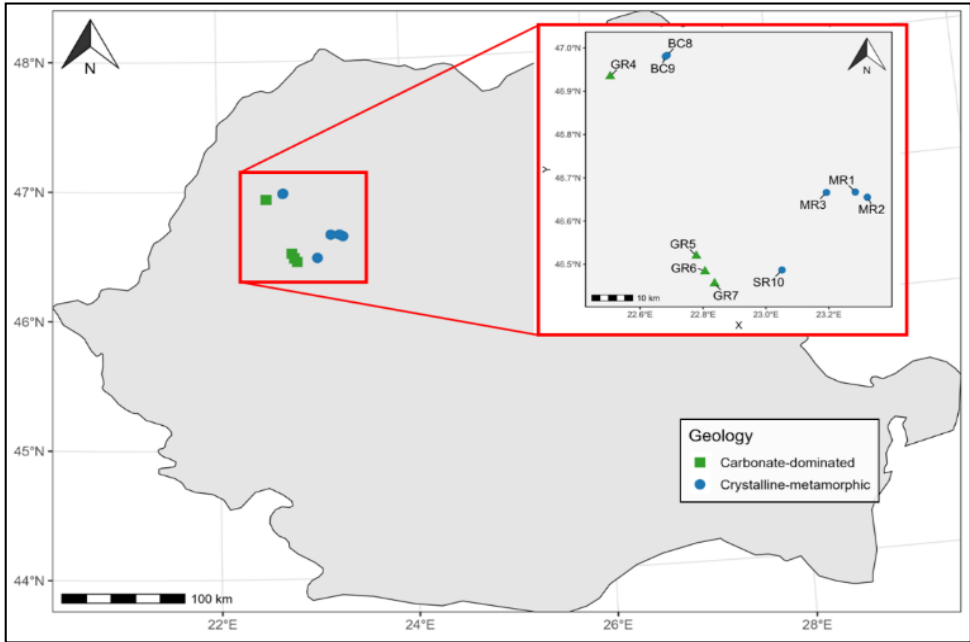 48°N
47°N
46°N
45°N
44°N
22°E
24°E
26°E
28°E
N
100 km
47.0°N
46.9°N
46.8°N
46.7°N
46.6°N
46.5°N
22.6°E
22.8°E
23.0°E
23.2°E
X
Y
N
10 km
BC8
BC9
GR4
MR1
MR2
MR3
GR5
GR6
GR7
SR10
Geology
Carbonate-dominated
Crystalline-metamorphic